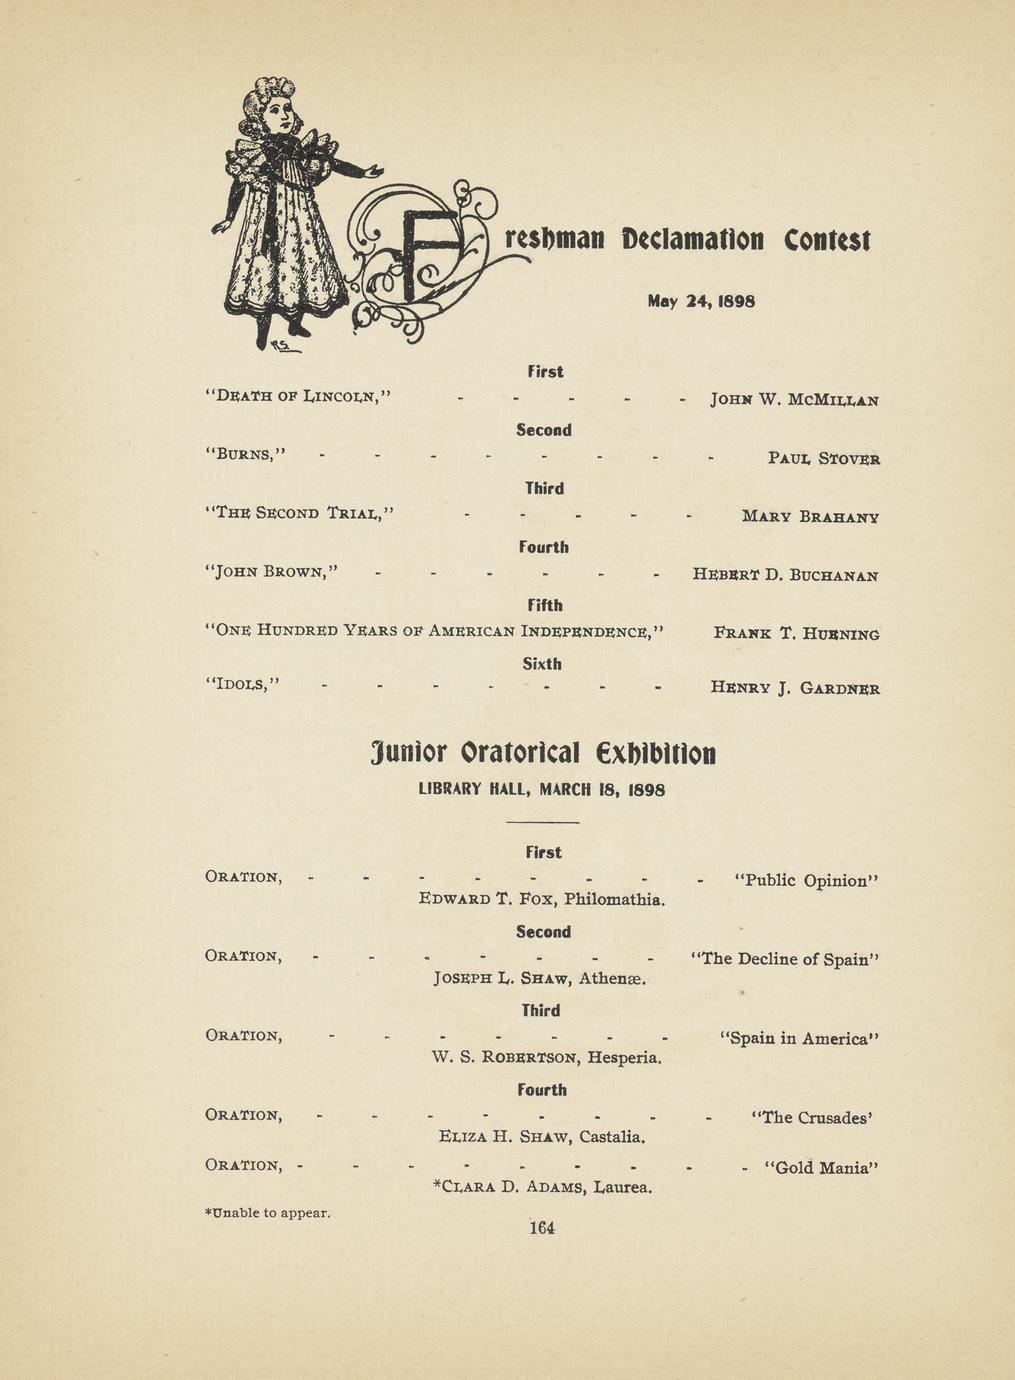 Freshman Declamation Contest
May 24, 1898
R.S.
First
"DEATH OF LINCOLN," - - - - - JOHN W. MCMILLAN
Second
"BURNS," - - - - - - - - PAUL STOVER
Third
"THE SECOND TRIAL," - - - - - MARY BRAHANY
Fourth
"JOHN BROWN," - - - - - - HEBERT D. BUCHANAN
Fifth
"ONE HUNDRED YEARS OF AMERICAN INDEPENDENCE," FRANK T. HUENING
Sixth
"IDOLS," - - - - - - - HENRY J. GARDNER
Junior Oratorical Exhibition
LIBRARY HALL, MARCH 18, 1898
First
ORATION, - - - - - - - - "Public Opinion"
EDWARD T. FOX, Philomathia.
Second
ORATION, - - - - - - - "The Decline of Spain"
JOSEPH L. SHAW, Athenæ.
Third
ORATION, - - - - - - - "Spain in America"
W. S. ROBERTSON, Hesperia.
Fourth
ORATION, - - - - - - - - "The Crusades'
ELIZA H. SHAW, Castalia.
ORATION, - - - - - - - - - "Gold Mania"
*CLARA D. ADAMS, Laurea.
*Unable to appear.
164